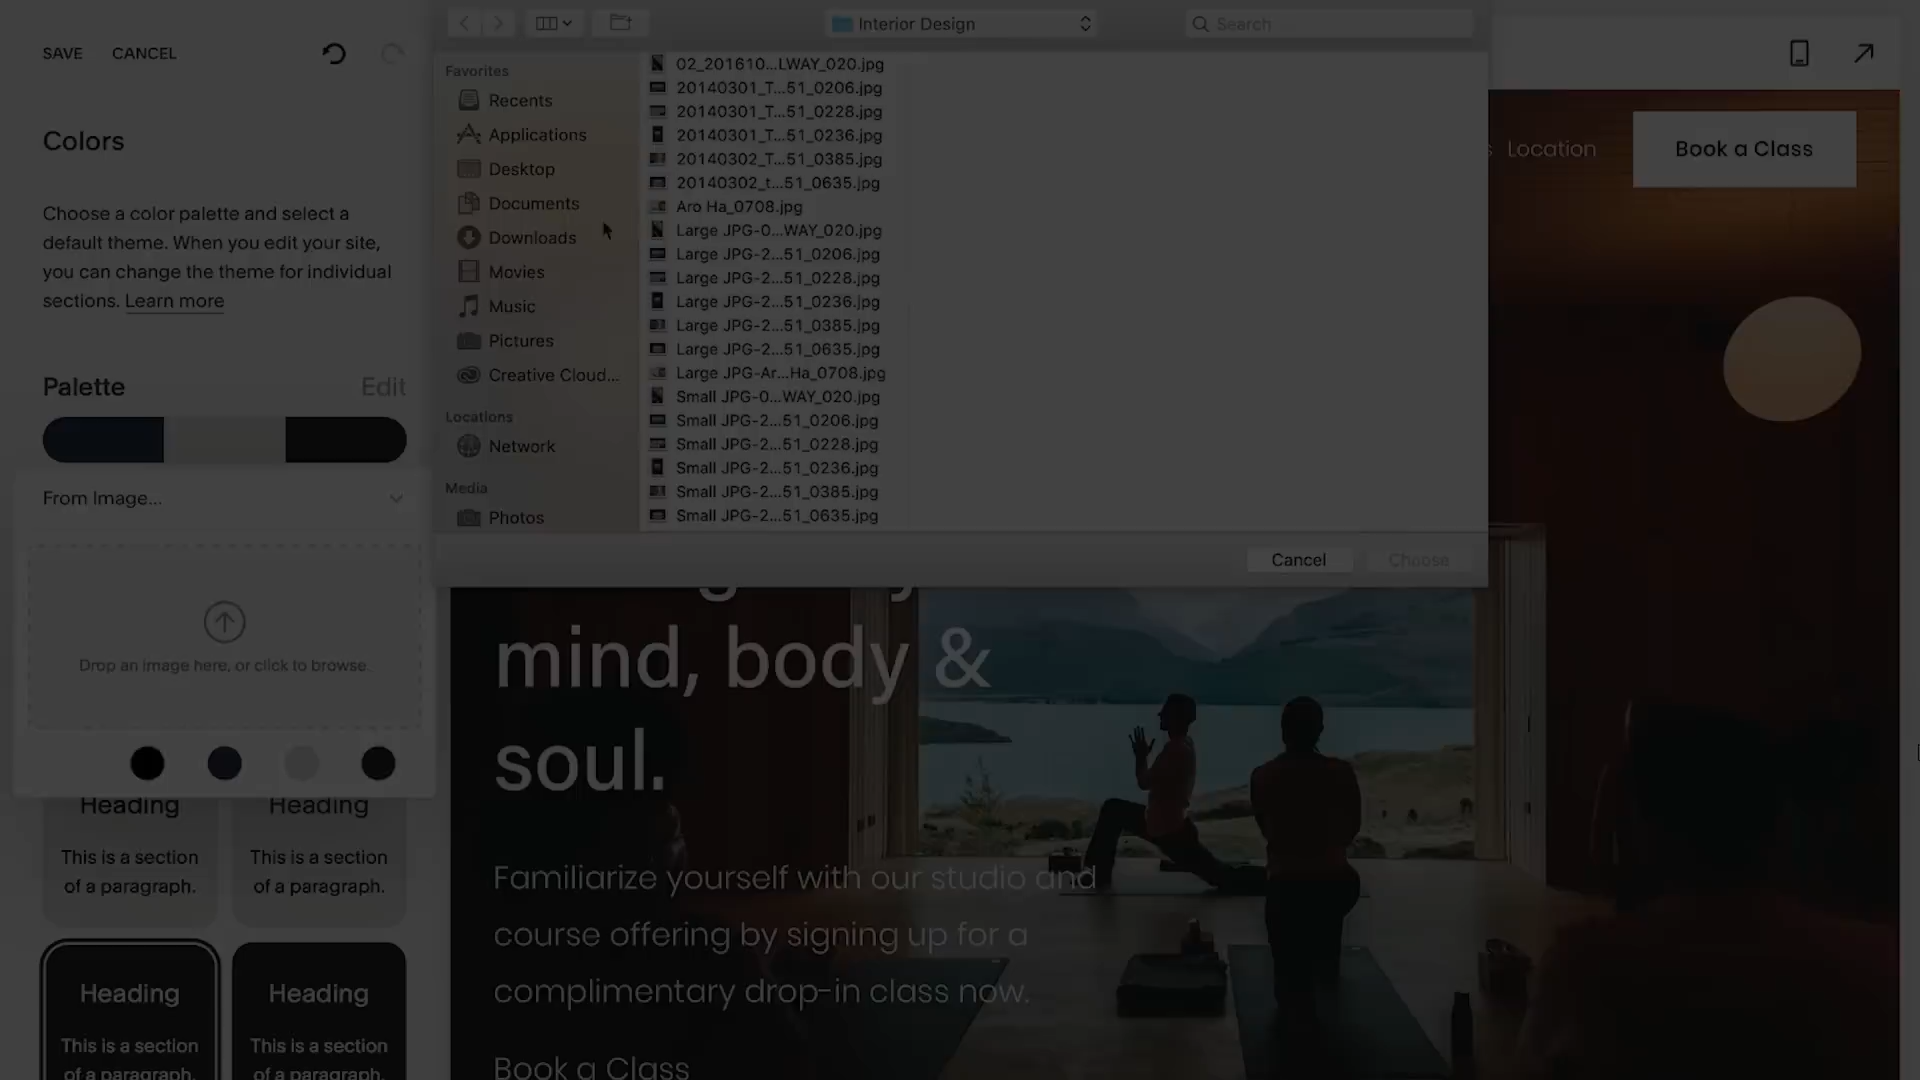 SAVE
CANCEL
Colors
Choose a color palette and select a
default theme. When you edit your site,
you can change the theme for individual
sections. Learn more
Palette
Edit
From Image...
Drop an image here, or click to browse.
Heading
This is a section
of a paragraph.
Heading
This is a section
of a paragraph.
Heading
This is a section
of a paragraph.
Heading
This is a section
of a paragraph.
Interior Design
Search
Favorites
Recents
Applications
Desktop
Documents
Downloads
Movies
Music
Pictures
Creative Cloud...
Locations
Network
Media
Photos
02_201610...LWAY_020.jpg
20140301_T...51_0206.jpg
20140301_T...51_0228.jpg
20140301_T...51_0236.jpg
20140302_T...51_0385.jpg
20140302_t...51_0635.jpg
Aro Ha_0708.jpg
Large JPG-0...WAY_020.jpg
Large JPG-2...51_0206.jpg
Large JPG-2...51_0228.jpg
Large JPG-2...51_0236.jpg
Large JPG-2...51_0385.jpg
Large JPG-2...51_0635.jpg
Large JPG-Ar...Ha_0708.jpg
Small JPG-0...WAY_020.jpg
Small JPG-2...51_0206.jpg
Small JPG-2...51_0228.jpg
Small JPG-2...51_0236.jpg
Small JPG-2...51_0385.jpg
Small JPG-2...51_0635.jpg
Cancel
Choose
Location
Book a Class
mind, body &
soul.
Familiarize yourself with our studio and
course offering by signing up for a
complimentary drop-in class now.
Book a Class